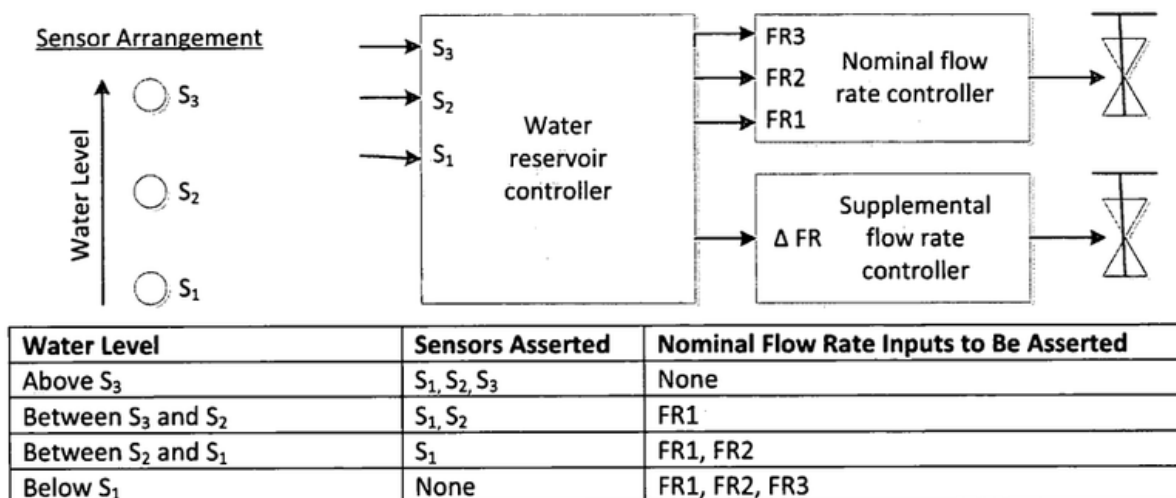 Sensor Arrangement
Water Level
S₃
S₂
S₁
S₃
S₂
S₁
Water
reservoir
controller
FR3
FR2
FR1
Nominal flow
rate controller
Δ FR
Supplemental
flow rate
controller
Water Level | Sensors Asserted | Nominal Flow Rate Inputs to Be Asserted
Above S₃ | S₁, S₂, S₃ | None
Between S₃ and S₂ | S₁, S₂ | FR1
Between S₂ and S₁ | S₁ | FR1, FR2
Below S₁ | None | FR1, FR2, FR3